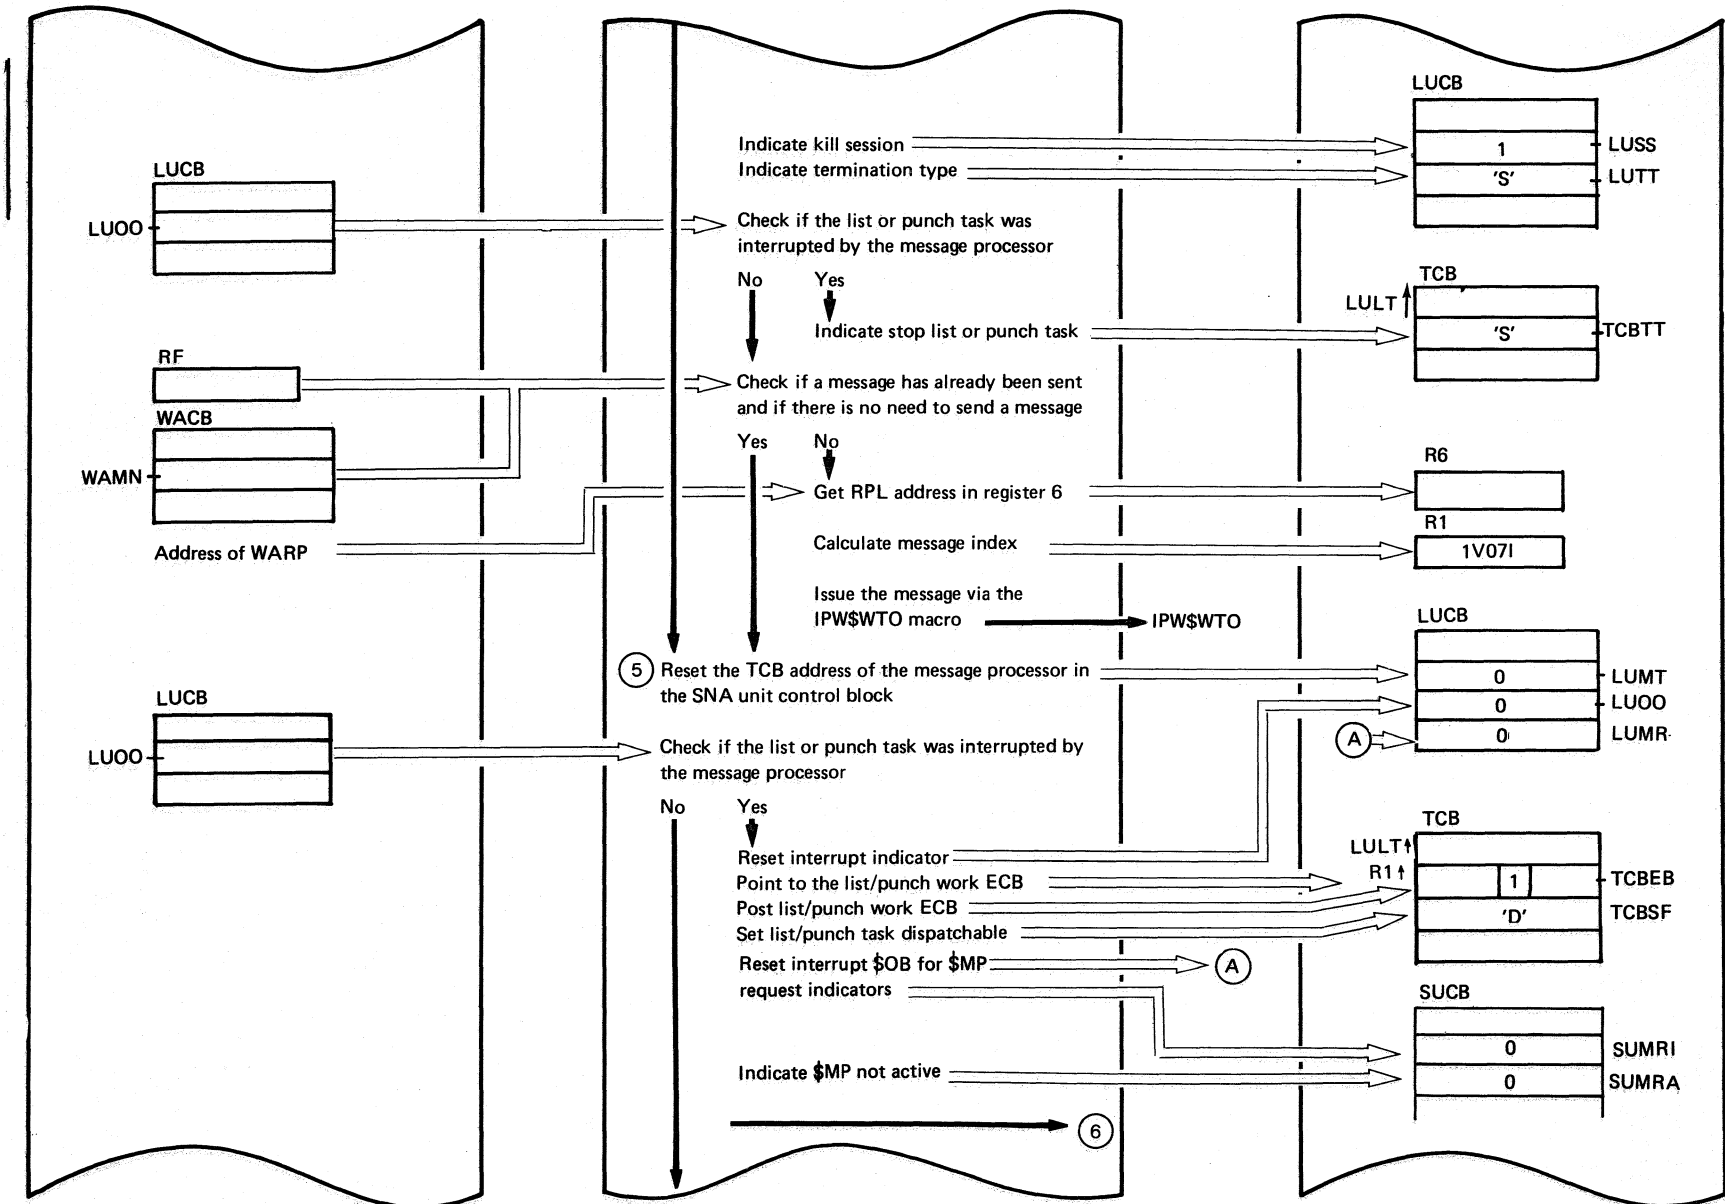 LUCB
LUOO
RF
WACB
WAMN
Address of WARP
LUCB
LUOO
Indicate kill session
Indicate termination type
Check if the list or punch task was
interrupted by the message processor
No Yes
Indicate stop list or punch task
Check if a message has already been sent
and if there is no need to send a message
Yes No
Get RPL address in register 6
Calculate message index
Issue the message via the
IPW$WTO macro
IPW$WTO
5 Reset the TCB address of the message processor in
the SNA unit control block
Check if the list or punch task was interrupted by
the message processor
No Yes
Reset interrupt indicator
Point to the list/punch work ECB
Post list/punch work ECB
Set list/punch task dispatchable
Reset interrupt $OB for $MP
A
request indicators
Indicate $MP not active
6
LUCB
1 LUSS
'S' LUTT
TCB
LULT
'S' TCBTT
R6
R1
1V07I
LUCB
0 LUMT
0 LUOO
A 0 LUMR
TCB
LULT
R1
1 TCBEB
'D' TCBSF
SUCB
0 SUMRI
0 SUMRA